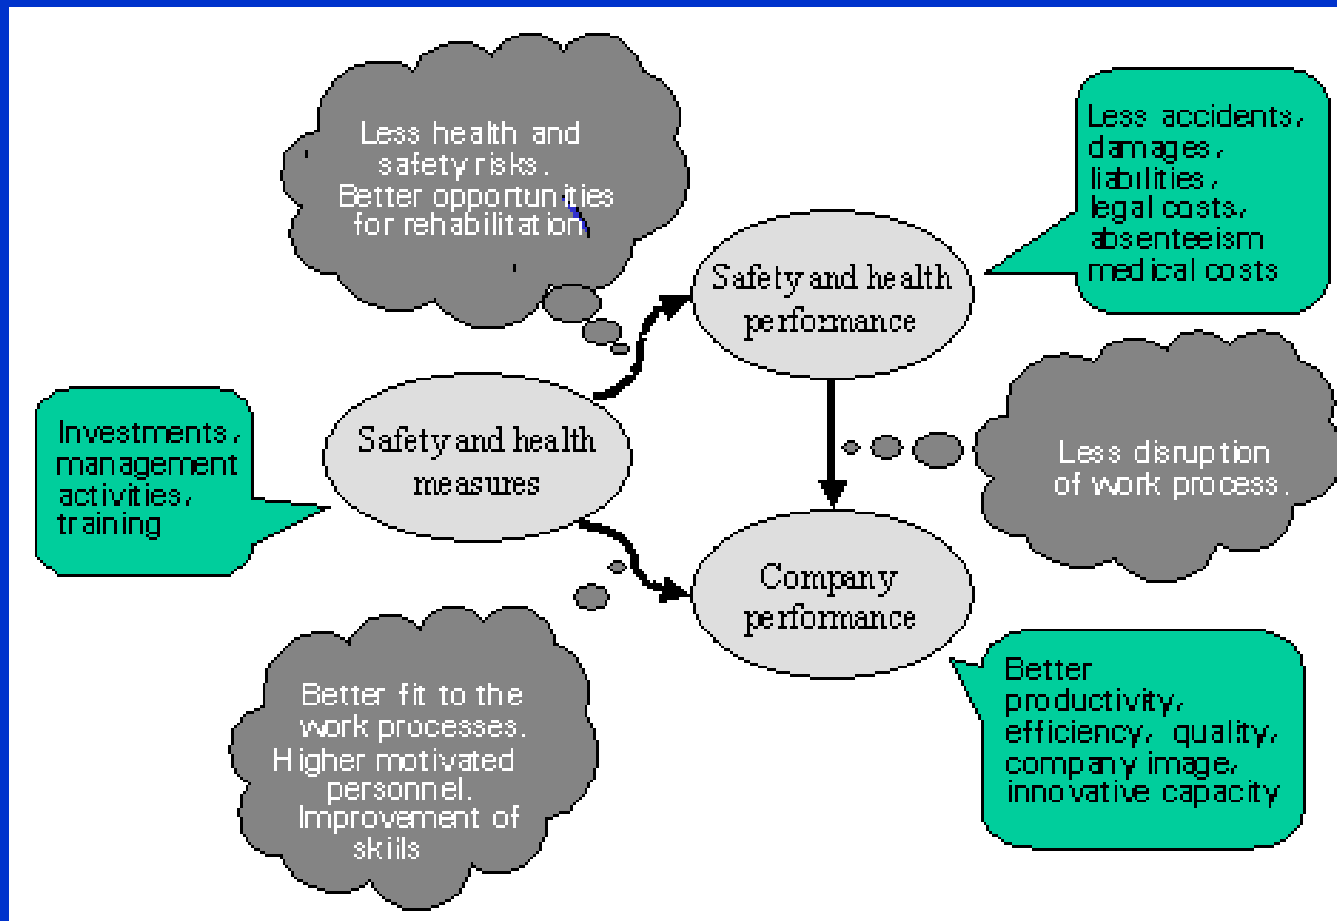 Less health and
safety risks.
Better opportunities
for rehabilitation
Less accidents,
damages,
liabilities,
legal costs,
absenteeism
medical costs
Safety and health
performance
Investments,
management
activities,
training
Safety and health
measures
Less disruption
of work process.
Company
performance
Better fit to the
work processes.
Higher motivated
personnel.
Improvement of
skiils
Better
productivity,
efficiency, quality,
company image,
innovative capacity